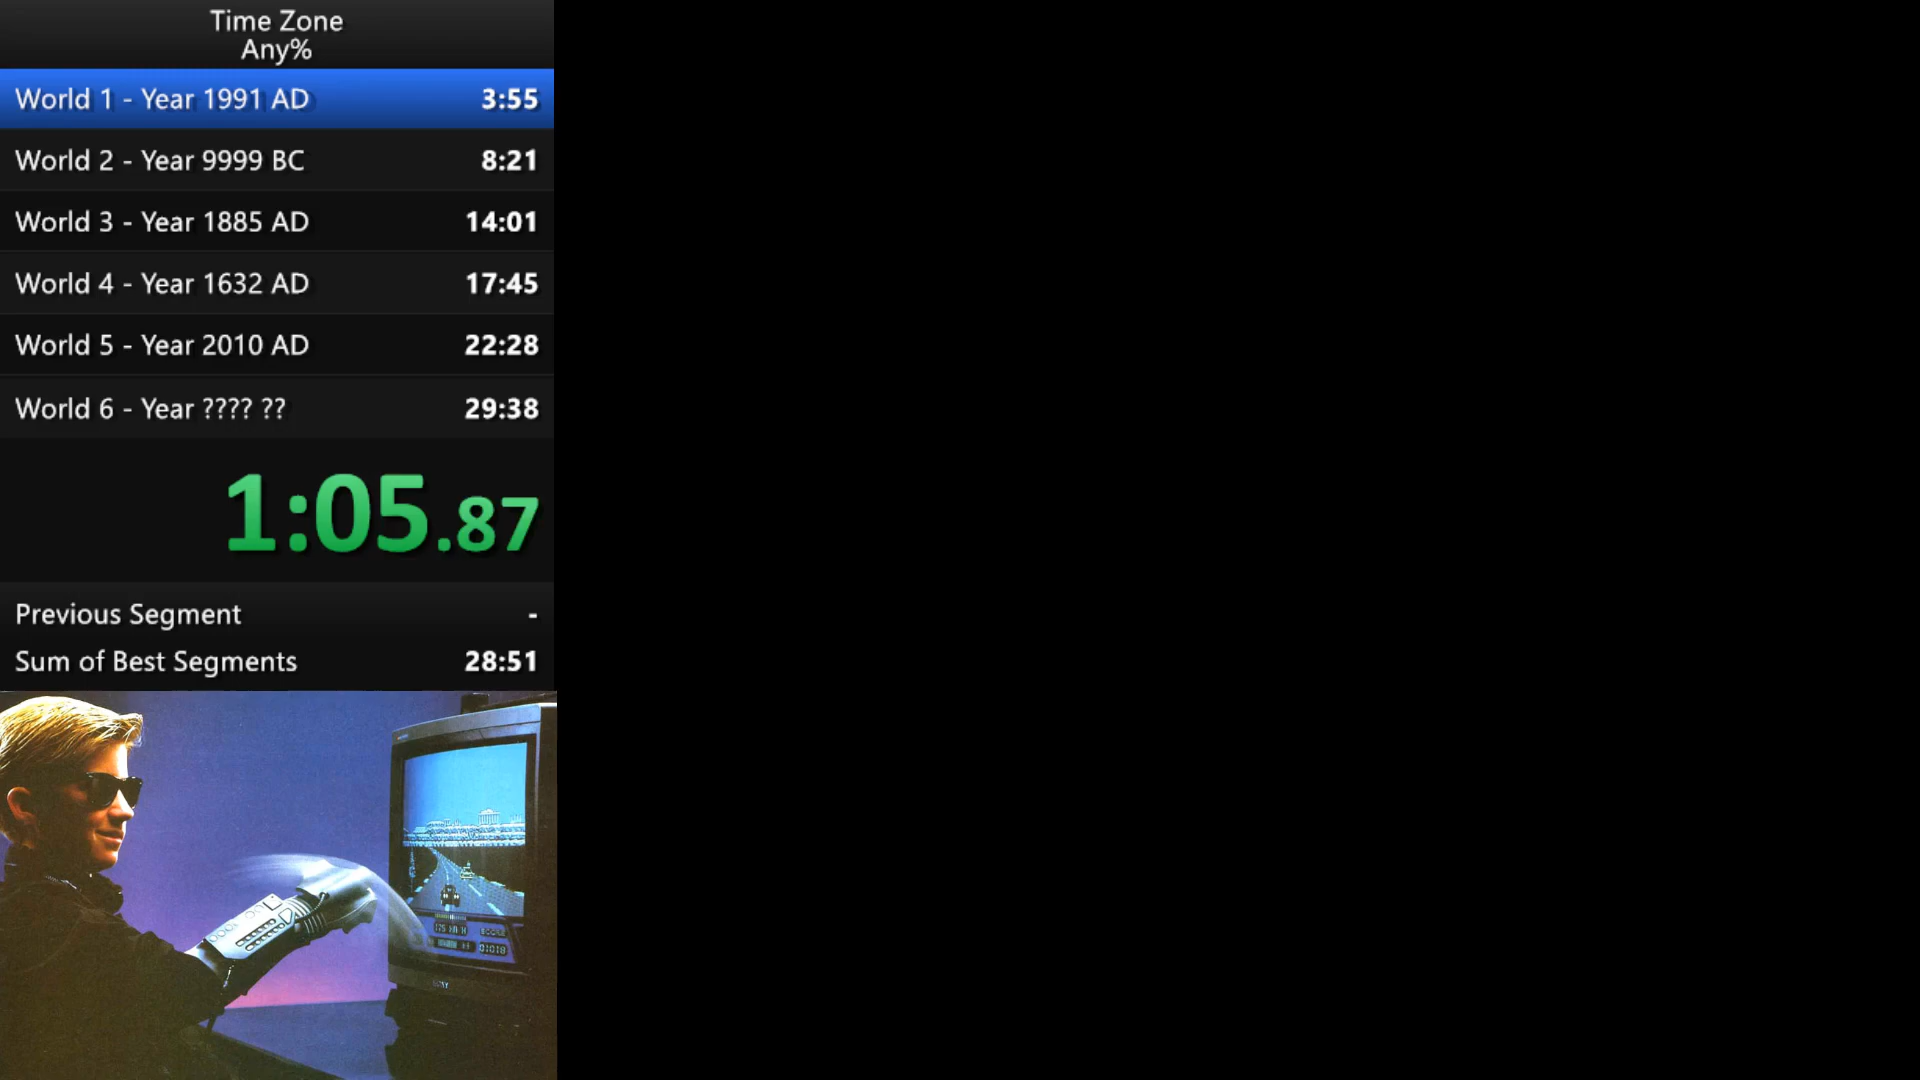 Time Zone
Any%
World 1 - Year 1991 AD 3:55
World 2 - Year 9999 BC 8:21
World 3 - Year 1885 AD 14:01
World 4 - Year 1632 AD 17:45
World 5 - Year 2010 AD 22:28
World 6 - Year ???? ?? 29:38
1:05.87
Previous Segment -
Sum of Best Segments 28:51